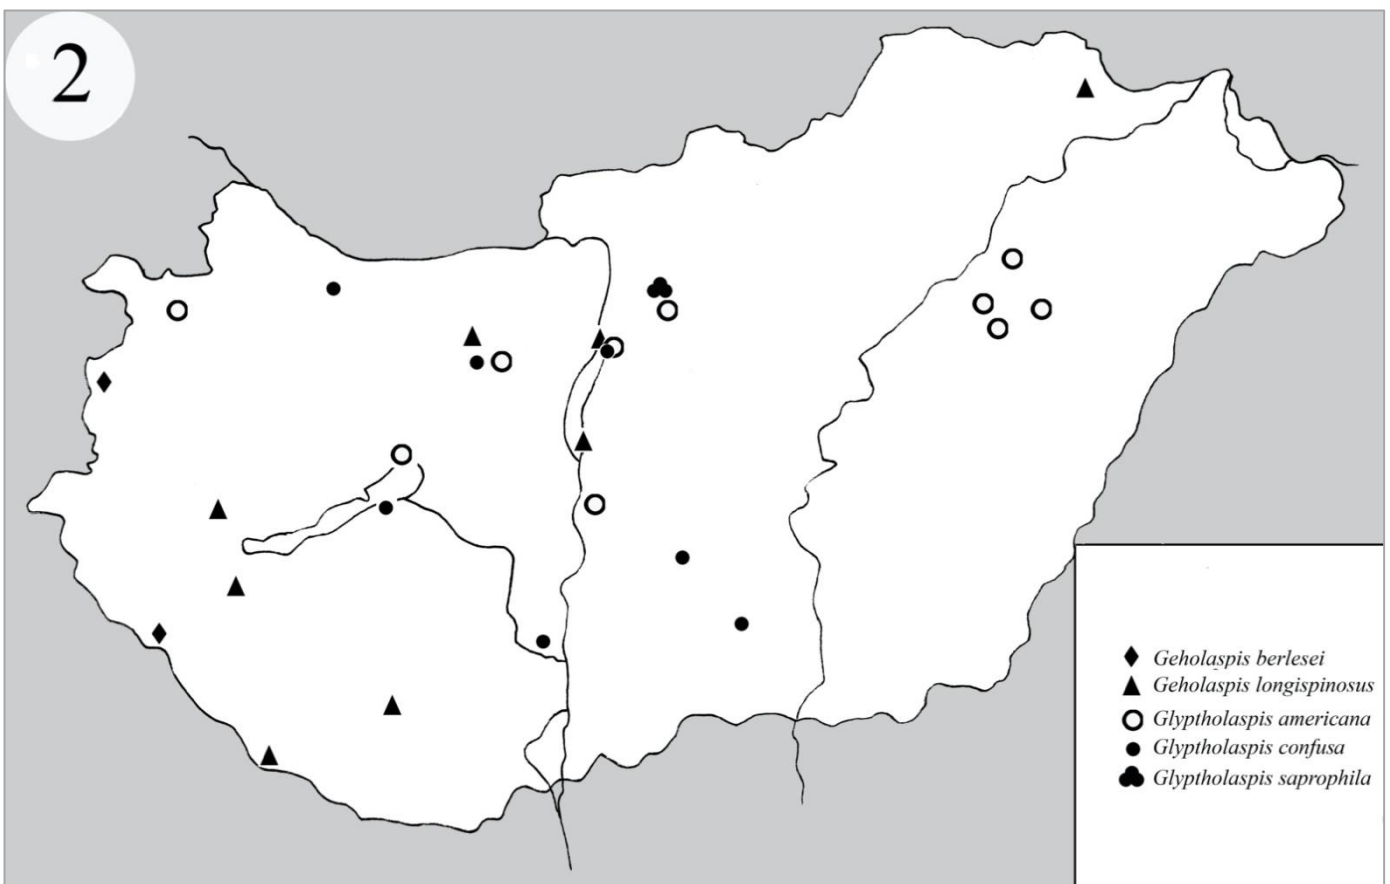 2
Geholaspis berlesei
Geholaspis longispinosus
Glyptholaspis americana
Glyptholaspis confusa
Glyptholaspis saprophila